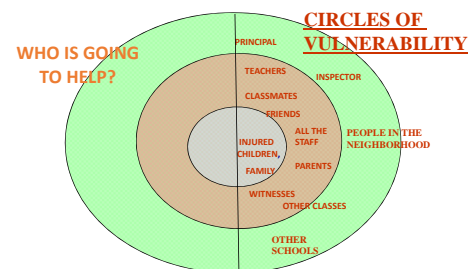 CIRCLES OF
VULNERABILITY
WHO IS GOING
TO HELP?
PRINCIPAL
TEACHERS
INSPECTOR
CLASSMATES
FRIENDS
ALL THE
STAFF
PEOPLE IN THE
NEIGHBORHOOD
INJURED
CHILDREN,
FAMILY
PARENTS
WITNESSES
OTHER CLASSES
OTHER
SCHOOLS